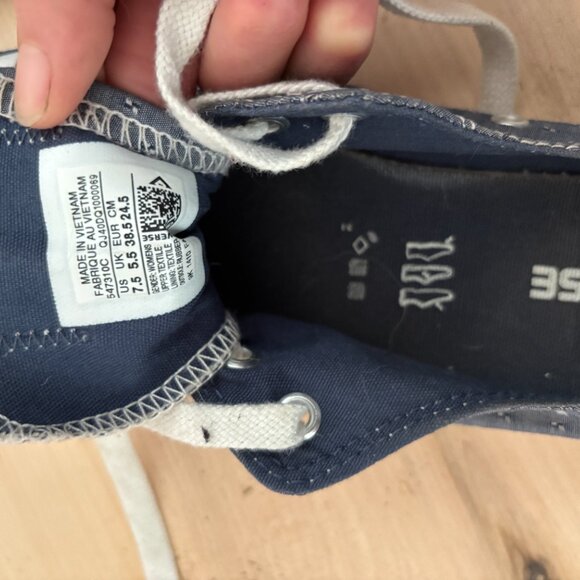 MADE IN VIETNAM
FABRIQUE AU VIETNAM
547310C QJ40DQ1000069
US UK EUR CM
7.5 5.5 38.5 24.5
GENDER: WOMENS
UPPER: TEXTILE
LINING: TEXTILE
SE